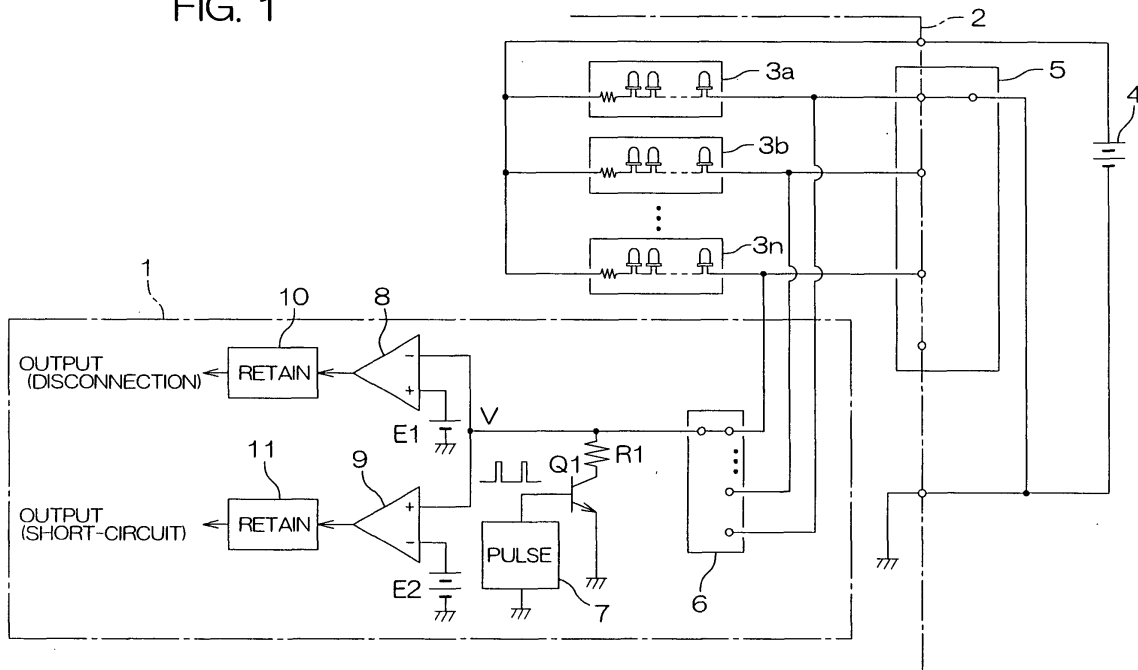 FIG. 1
2
3a
5
4
3b
3n
1
10
8
OUTPUT
(DISCONNECTION)
RETAIN
−
+
E1
V
R1
Q1
11
9
OUTPUT
(SHORT-CIRCUIT)
RETAIN
+
−
E2
PULSE
7
6